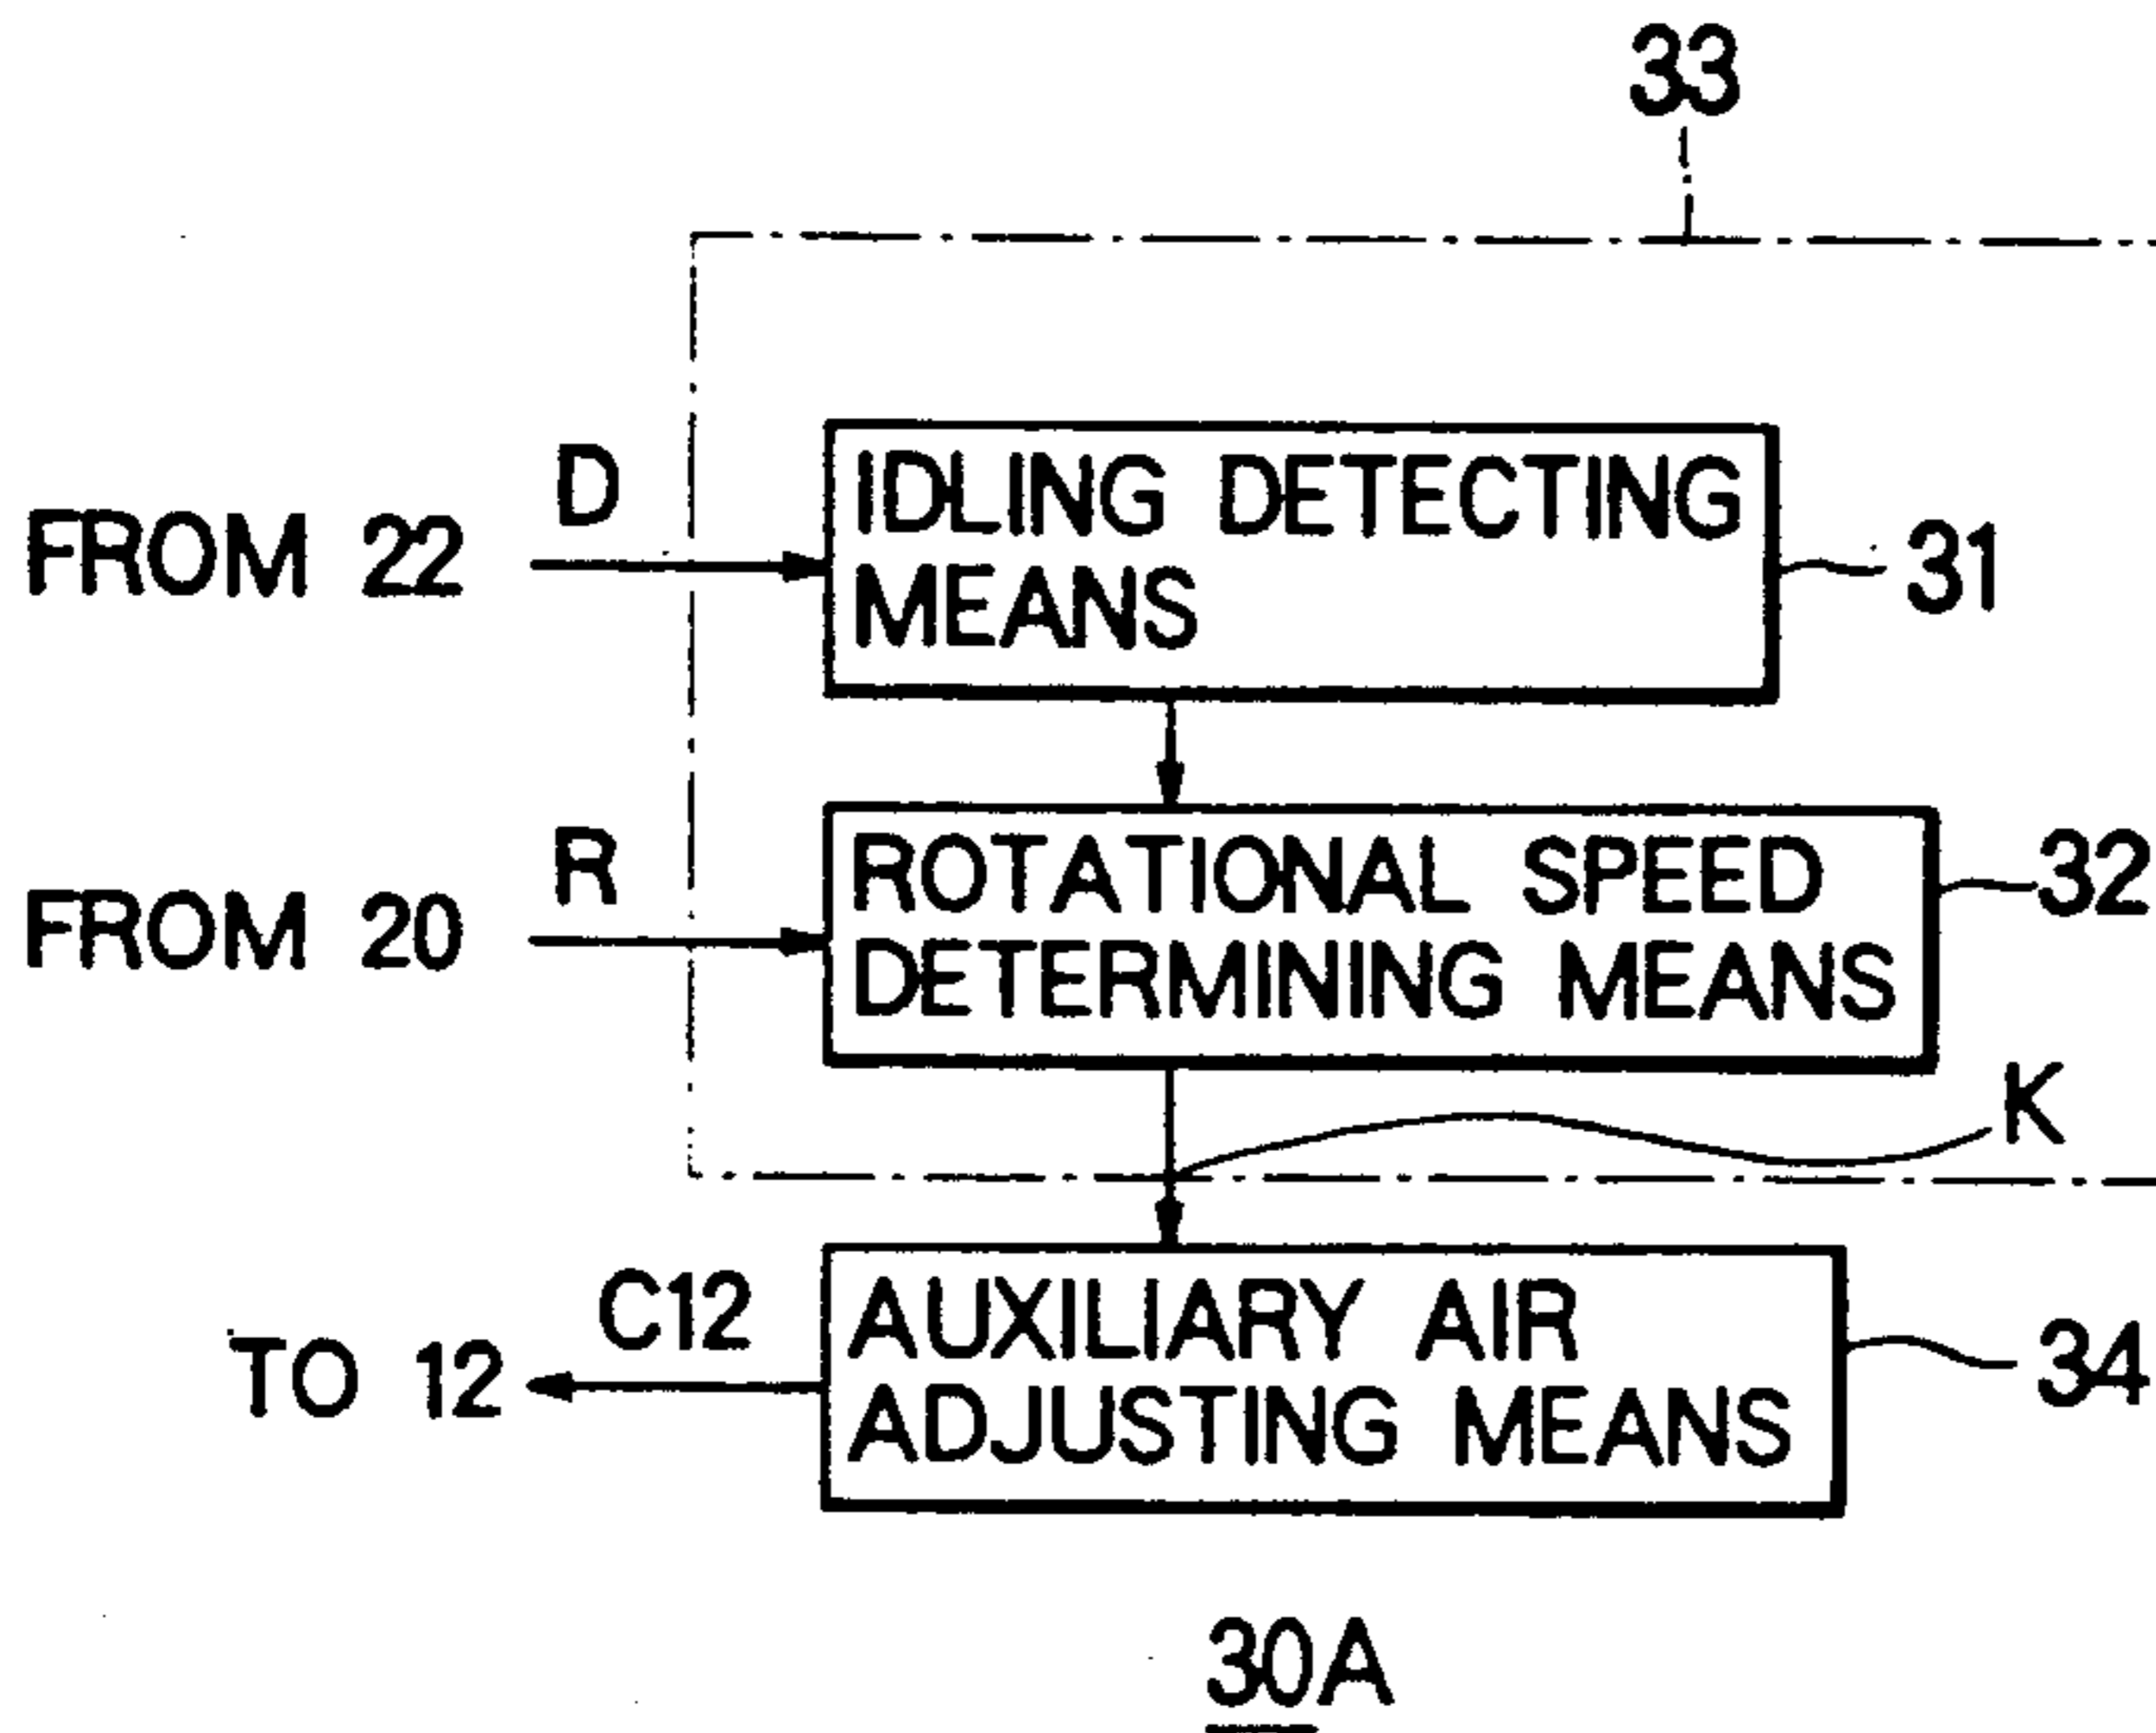 33
D
IDLING DETECTING
MEANS
FROM 22
31
R
ROTATIONAL SPEED
DETERMINING MEANS
FROM 20
32
K
C12
AUXILIARY AIR
ADJUSTING MEANS
TO 12
34
30A